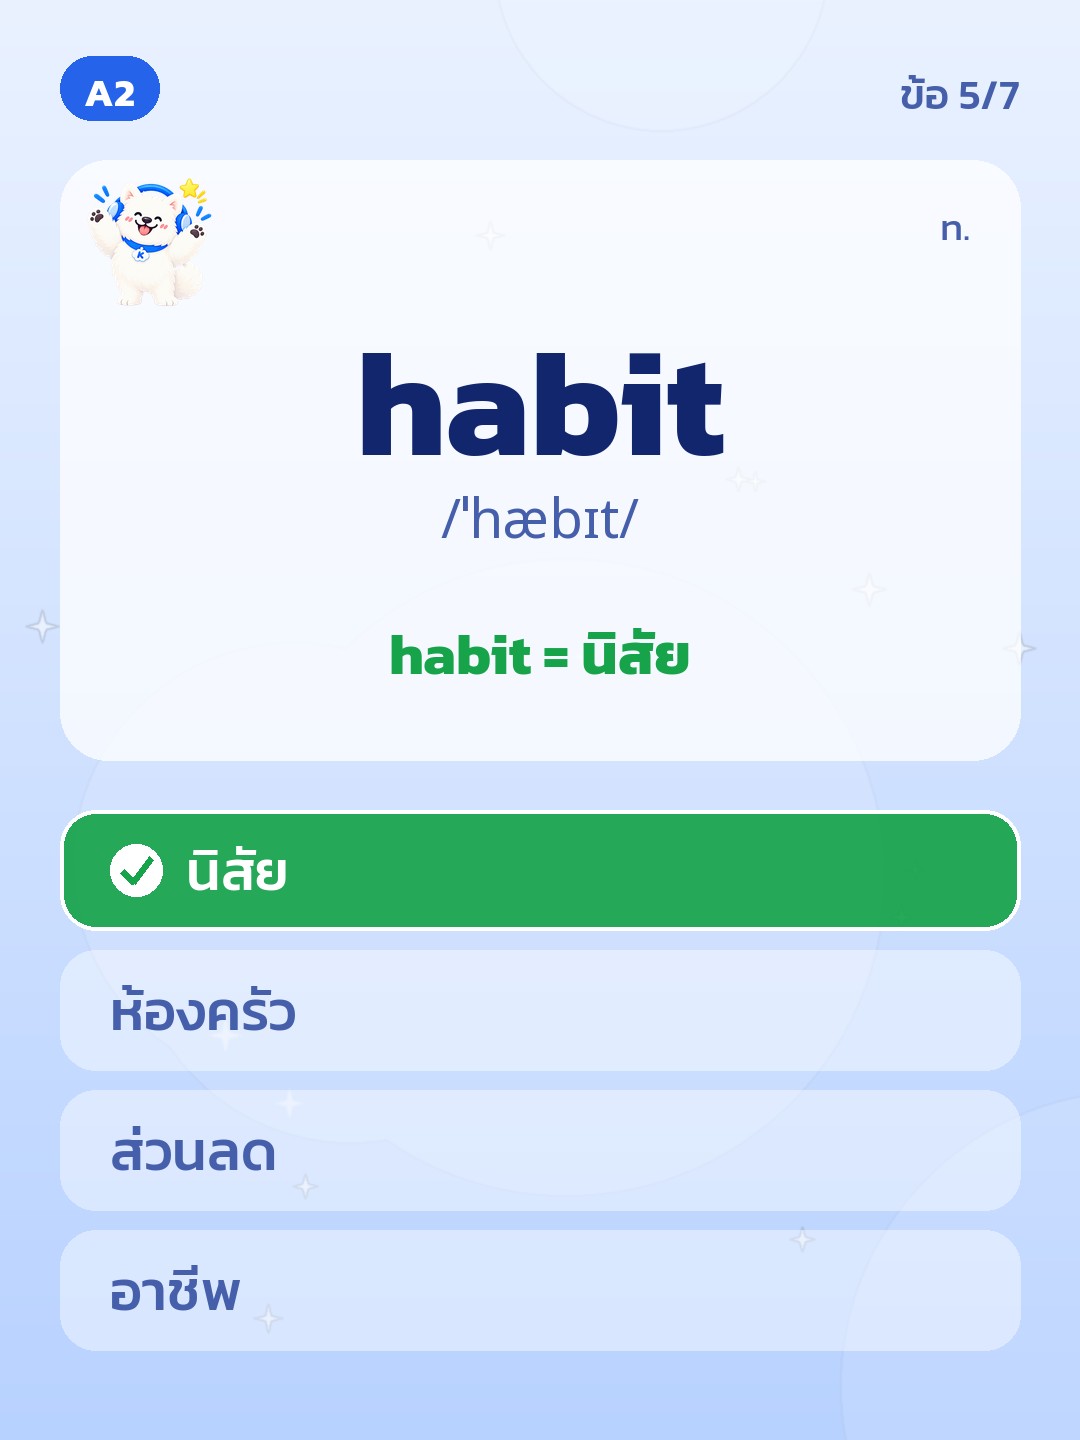 A2
ข้อ 5/7
n.
habit
/ˈhæbɪt/
habit = นิสัย
นิสัย
ห้องครัว
ส่วนลด
อาชีพ